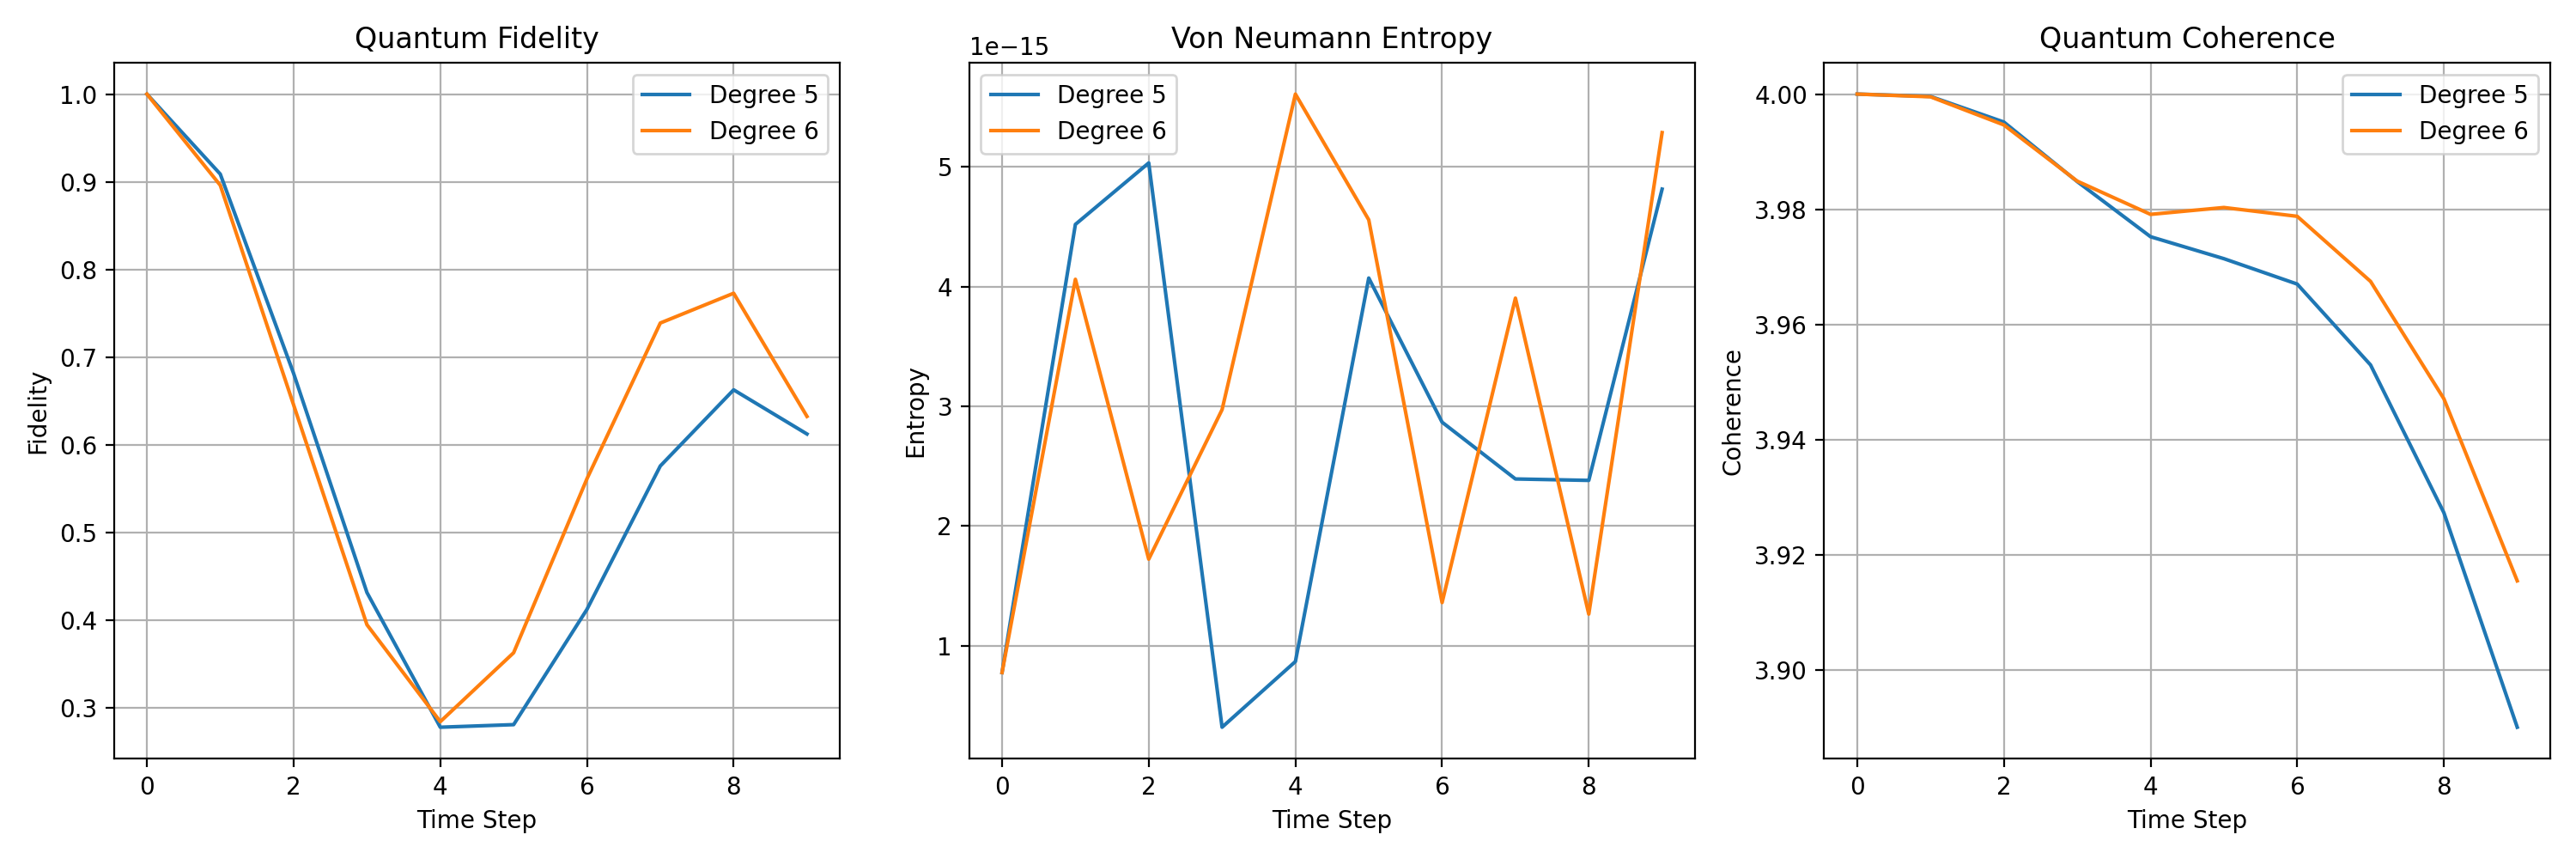 Quantum Fidelity
Fidelity
1.0
0.9
0.8
0.7
0.6
0.5
0.4
0.3
0 2 4 6 8
Time Step
Degree 5
Degree 6
Von Neumann Entropy
1e−15
Entropy
5
4
3
2
1
0 2 4 6 8
Time Step
Degree 5
Degree 6
Quantum Coherence
Coherence
4.00
3.98
3.96
3.94
3.92
3.90
0 2 4 6 8
Time Step
Degree 5
Degree 6